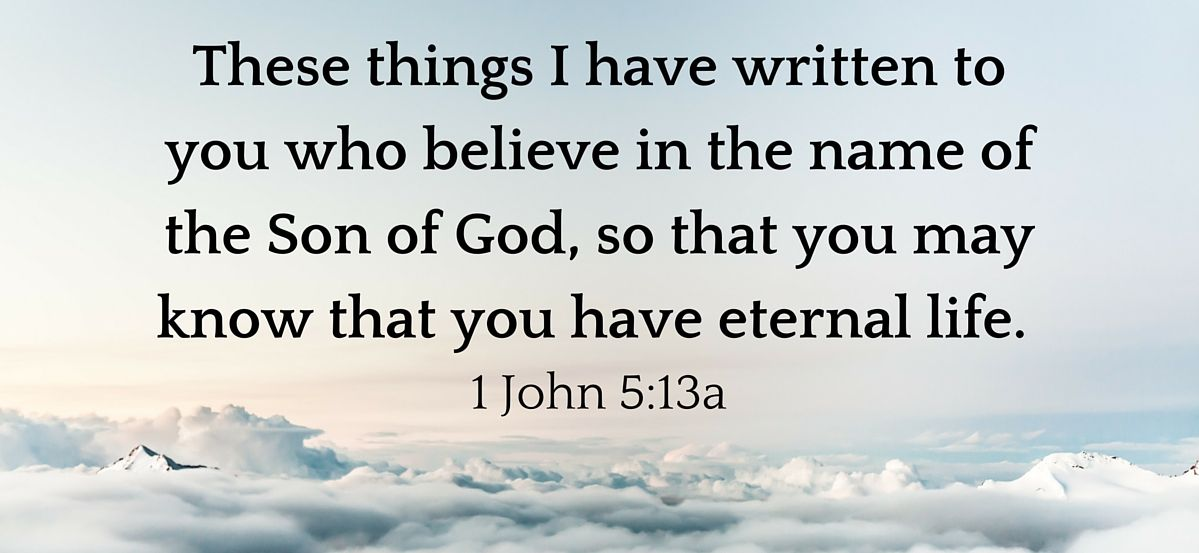 These things I have written to
you who believe in the name of
the Son of God, so that you may
know that you have eternal life.
1 John 5:13a